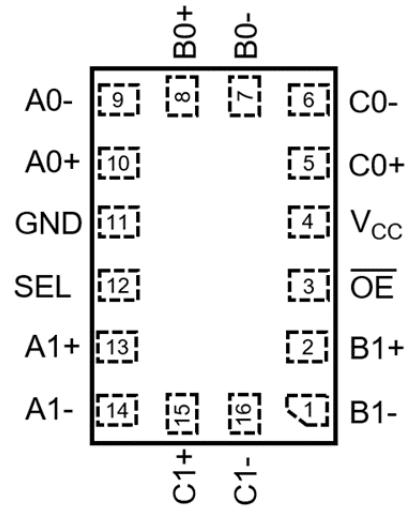 B0+ B0-
A0- 9 8 7 6 C0-
A0+ 10 5 C0+
GND 11 4 VCC
SEL 12 3 OE
A1+ 13 2 B1+
A1- 14 15 16 1 B1-
C1+ C1-